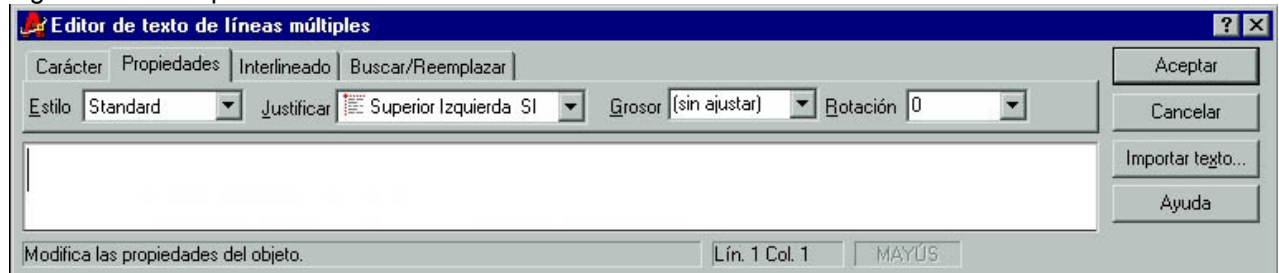 Editor de texto de líneas múltiples
Carácter Propiedades Interlineado Buscar/Reemplazar Aceptar
Estilo Standard Justificar Superior Izquierda SI Grosor (sin ajustar) Rotación 0 Cancelar
Importar texto...
Ayuda
Modifica las propiedades del objeto. Lín. 1 Col. 1 MAYÚS